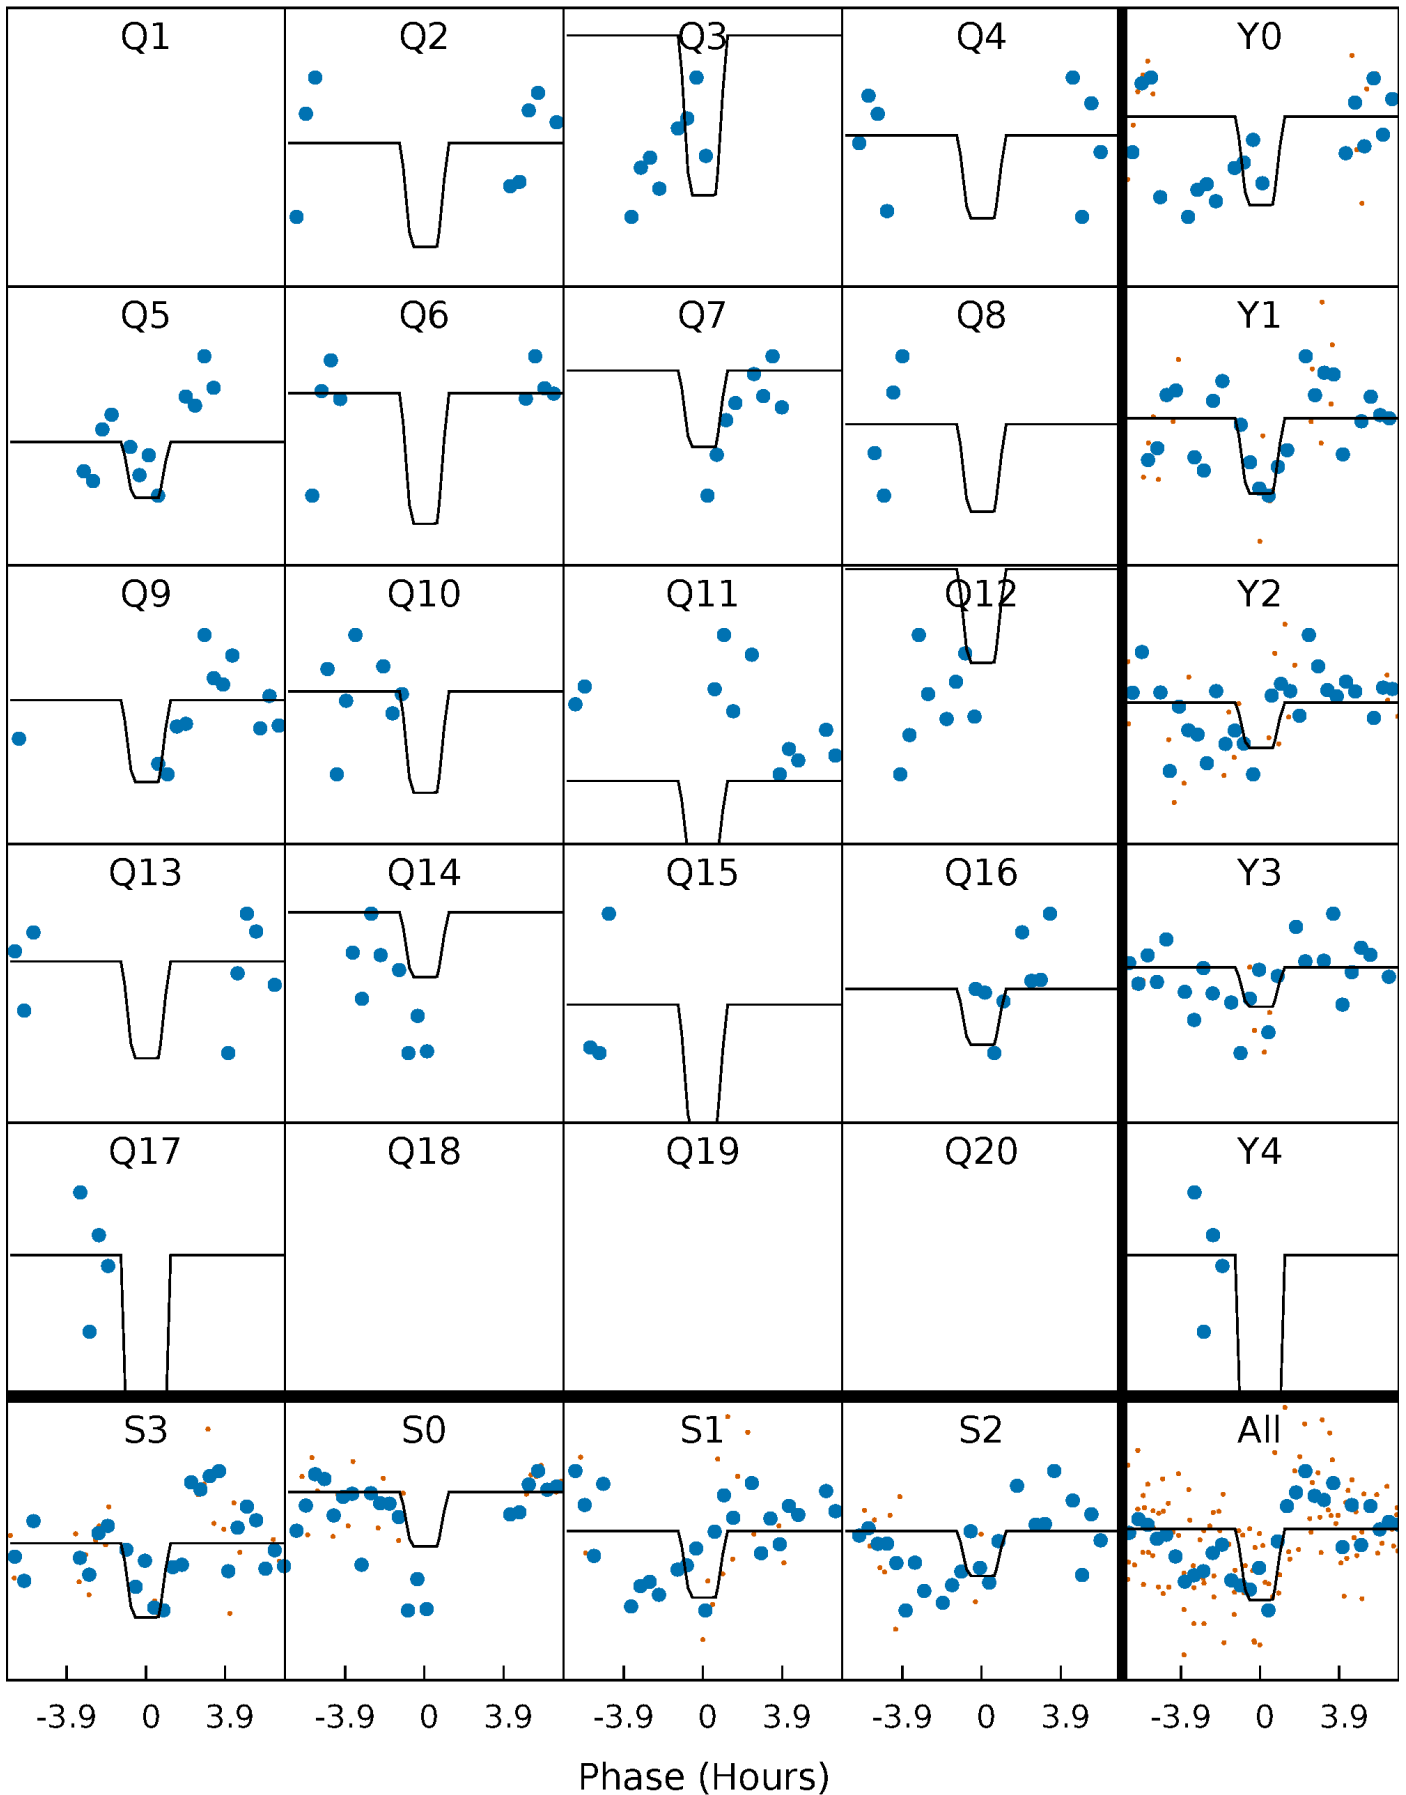 Q1 Q2 Q3 Q4 Y0
Q5 Q6 Q7 Q8 Y1
Q9 Q10 Q11 Q12 Y2
Q13 Q14 Q15 Q16 Y3
Q17 Q18 Q19 Q20 Y4
S3 S0 S1 S2 All
-3.9 0 3.9 -3.9 0 3.9 -3.9 0 3.9 -3.9 0 3.9 -3.9 0 3.9
Phase (Hours)